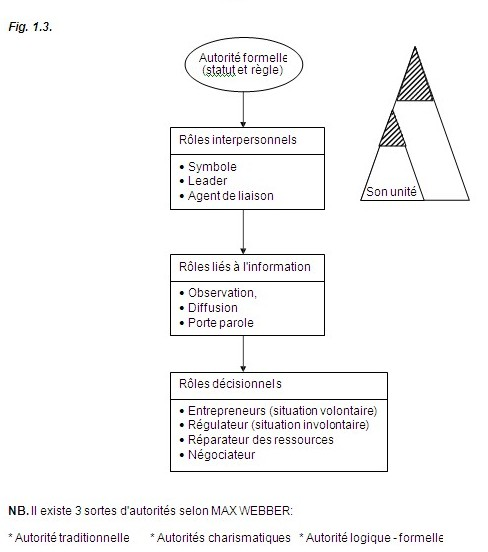 Fig. 1.3.
Autorité formelle
(statut et règle)
Rôles interpersonnels
• Symbole
• Leader
• Agent de liaison
Son unité
Rôles liés à l'information
• Observation,
• Diffusion
• Porte parole
Rôles décisionnels
• Entrepreneurs (situation volontaire)
• Régulateur (situation involontaire)
• Réparateur des ressources
• Négociateur
NB. Il existe 3 sortes d'autorités selon MAX WEBBER:
* Autorité traditionnelle * Autorités charismatiques * Autorité logique - formelle